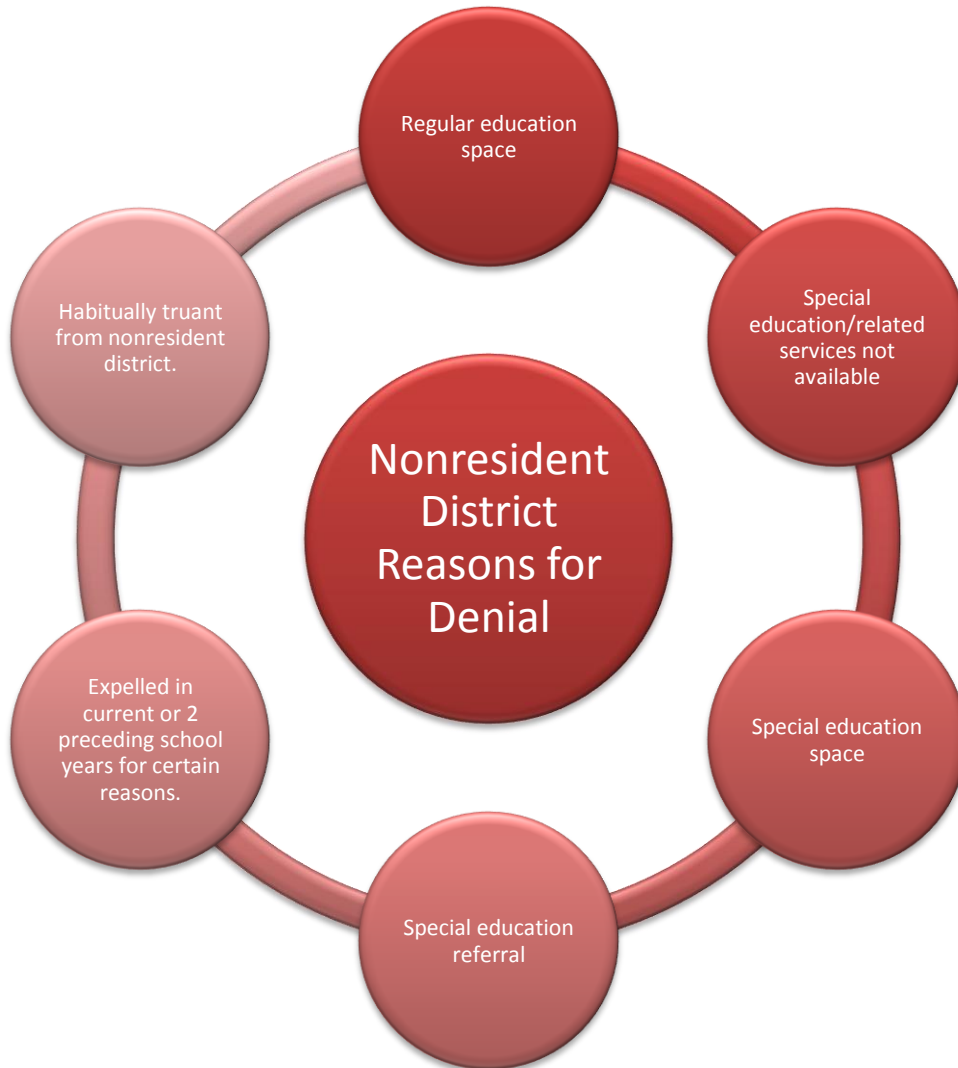 Regular education
space
Special
education/related
services not
available
Special education
space
Special education
referral
Expelled in
current or 2
preceding school
years for certain
reasons.
Habitually truant
from nonresident
district.
Nonresident
District
Reasons for
Denial